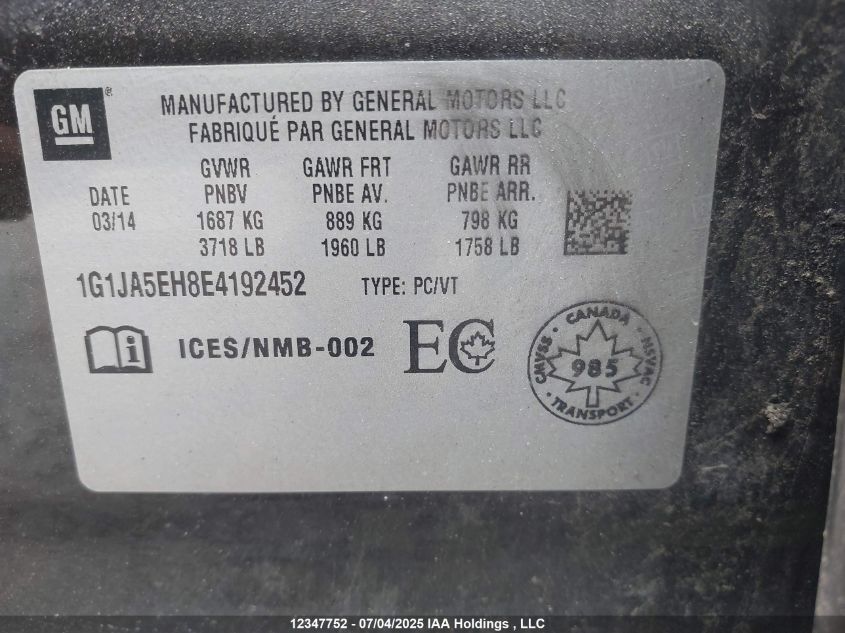 GM ®
MANUFACTURED BY GENERAL MOTORS LLC
FABRIQUÉ PAR GENERAL MOTORS LLC
GVWR GAWR FRT GAWR RR
DATE PNBV PNBE AV. PNBE ARR.
03/14 1687 KG 889 KG 798 KG
3718 LB 1960 LB 1758 LB
1G1JA5EH8E4192452 TYPE: PC/VT
i ICES/NMB-002 EC
CANADA
CMVSS 985 NSVAC
TRANSPORT
12347752 - 07/04/2025 IAA Holdings , LLC